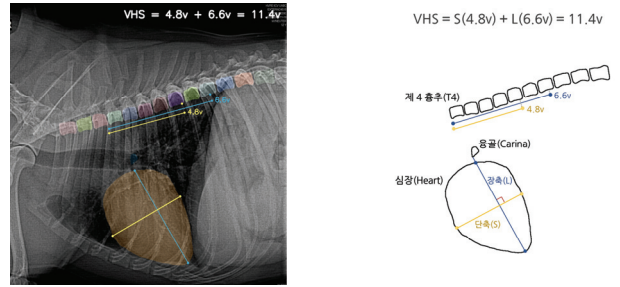 VHS = 4.8v + 6.6v = 11.4v
6.6v
4.8v
VHS = S(4.8v) + L(6.6v) = 11.4v
제 4 흉추(T4)
6.6v
4.8v
융골(Carina)
심장(Heart)
장축(L)
단축(S)